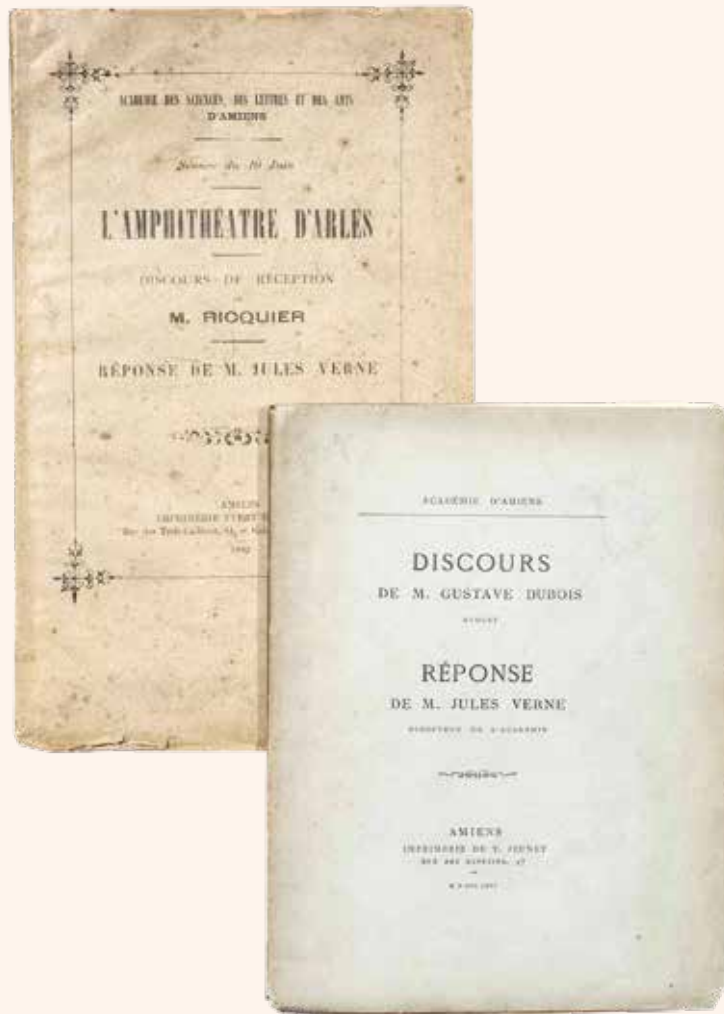 ACADÉMIE DES SCIENCES, DES LETTRES ET DES ARTS
D'AMIENS
Séance du 10 Juin
L'AMPHITHÉATRE D'ARLES
DISCOURS DE RÉCEPTION
M. RICQUIER
RÉPONSE DE M. JULES VERNE
AMIENS
IMPRIMERIE
ACADÉMIE D'AMIENS
DISCOURS
DE M. GUSTAVE DUBOIS
RÉPONSE
DE M. JULES VERNE
DIRECTEUR DE L'ACADÉMIE
AMIENS
IMPRIMERIE DE T. JEUNET
RUE DES CAPUCINS, 47